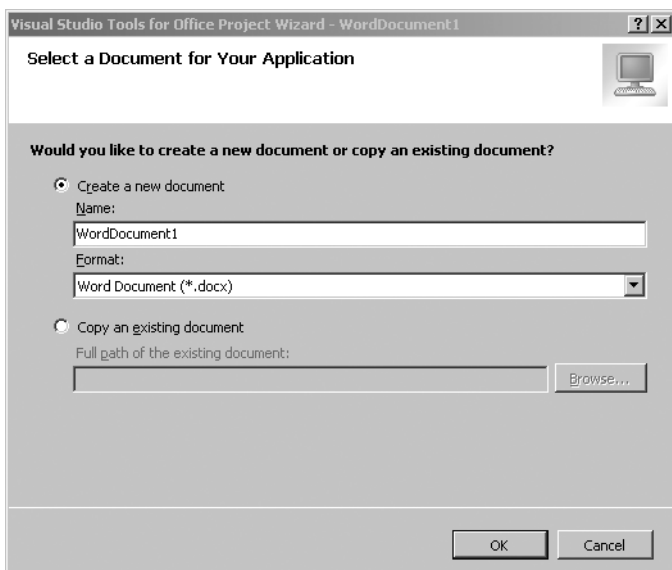 Visual Studio Tools for Office Project Wizard - WordDocument1
Select a Document for Your Application
Would you like to create a new document or copy an existing document?
Create a new document
Name:
WordDocument1
Format:
Word Document (*.docx)
Copy an existing document
Full path of the existing document:
Browse...
OK Cancel